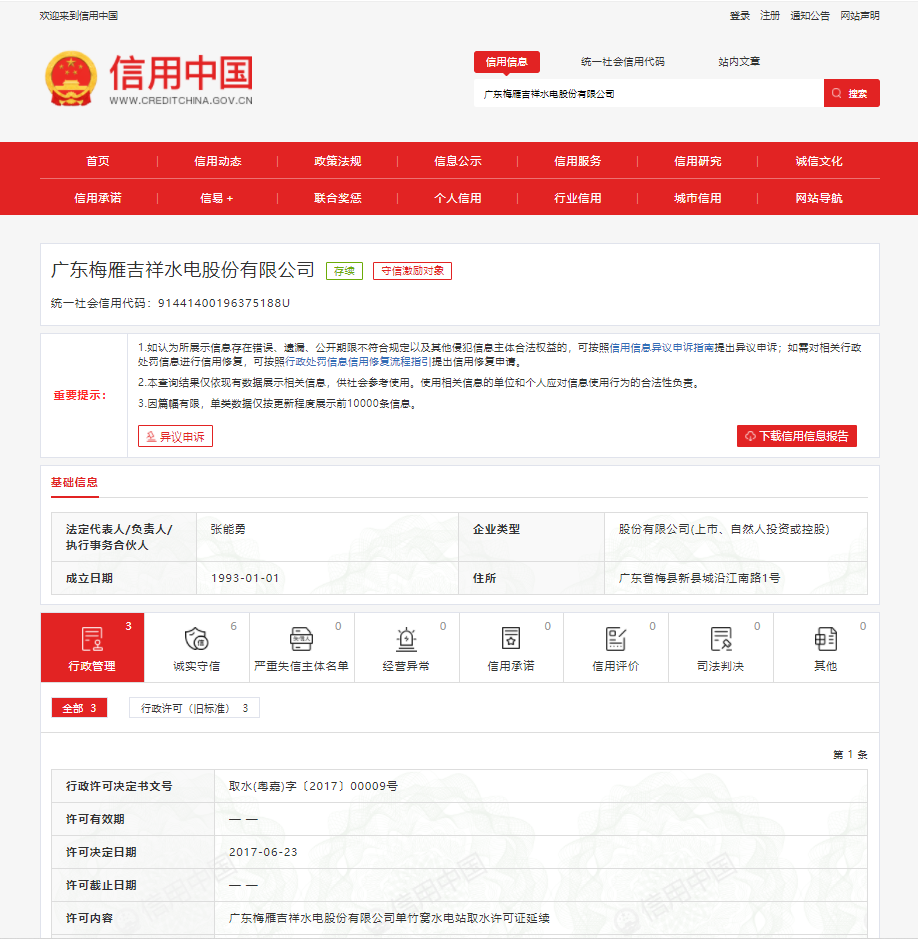 欢迎来到信用中国
登录 注册 通知公告 网站声明
信用中国
WWW.CREDITCHINA.GOV.CN
信用信息 统一社会信用代码 站内文章
广东梅雁吉祥水电股份有限公司 搜索
首页 信用动态 政策法规 信息公示 信用服务 信用研究 诚信文化
信用承诺 信易+ 联合奖惩 个人信用 行业信用 城市信用 网站导航
广东梅雁吉祥水电股份有限公司 存续 守信激励对象
统一社会信用代码：91441400196375188U
重要提示：
1.如认为所展示信息存在错误、遗漏、公开期限不符合规定以及其他侵犯信息主体合法权益的，可按照信用信息异议申诉指南提出异议申诉；如需对相关行政
处罚信息进行信用修复，可按照行政处罚信息信用修复流程指引提出信用修复申请。
2.本查询结果仅依现有数据展示相关信息，供社会参考使用。使用相关信息的单位和个人应对信息使用行为的合法性负责。
3.因篇幅有限，单类数据仅按更新程度展示前10000条信息。
异议申诉 下载信用信息报告
基础信息
法定代表人/负责人/
执行事务合伙人
张能勇
企业类型
股份有限公司(上市、自然人投资或控股)
成立日期 1993-01-01 住所 广东省梅县新县城沿江南路1号
3 6 0 0 0 0 0 0
失信人 信
行政管理 诚实守信 严重失信主体名单 经营异常 信用承诺 信用评价 司法判决 其他
全部 3 行政许可（旧标准） 3
第 1 条
行政许可决定书文号 取水(粤嘉)字〔2017〕00009号
许可有效期 — —
许可决定日期 2017-06-23
许可截止日期 — —
许可内容 广东梅雁吉祥水电股份有限公司单竹窝水电站取水许可证延续
信用中国
信用中国
信用中国